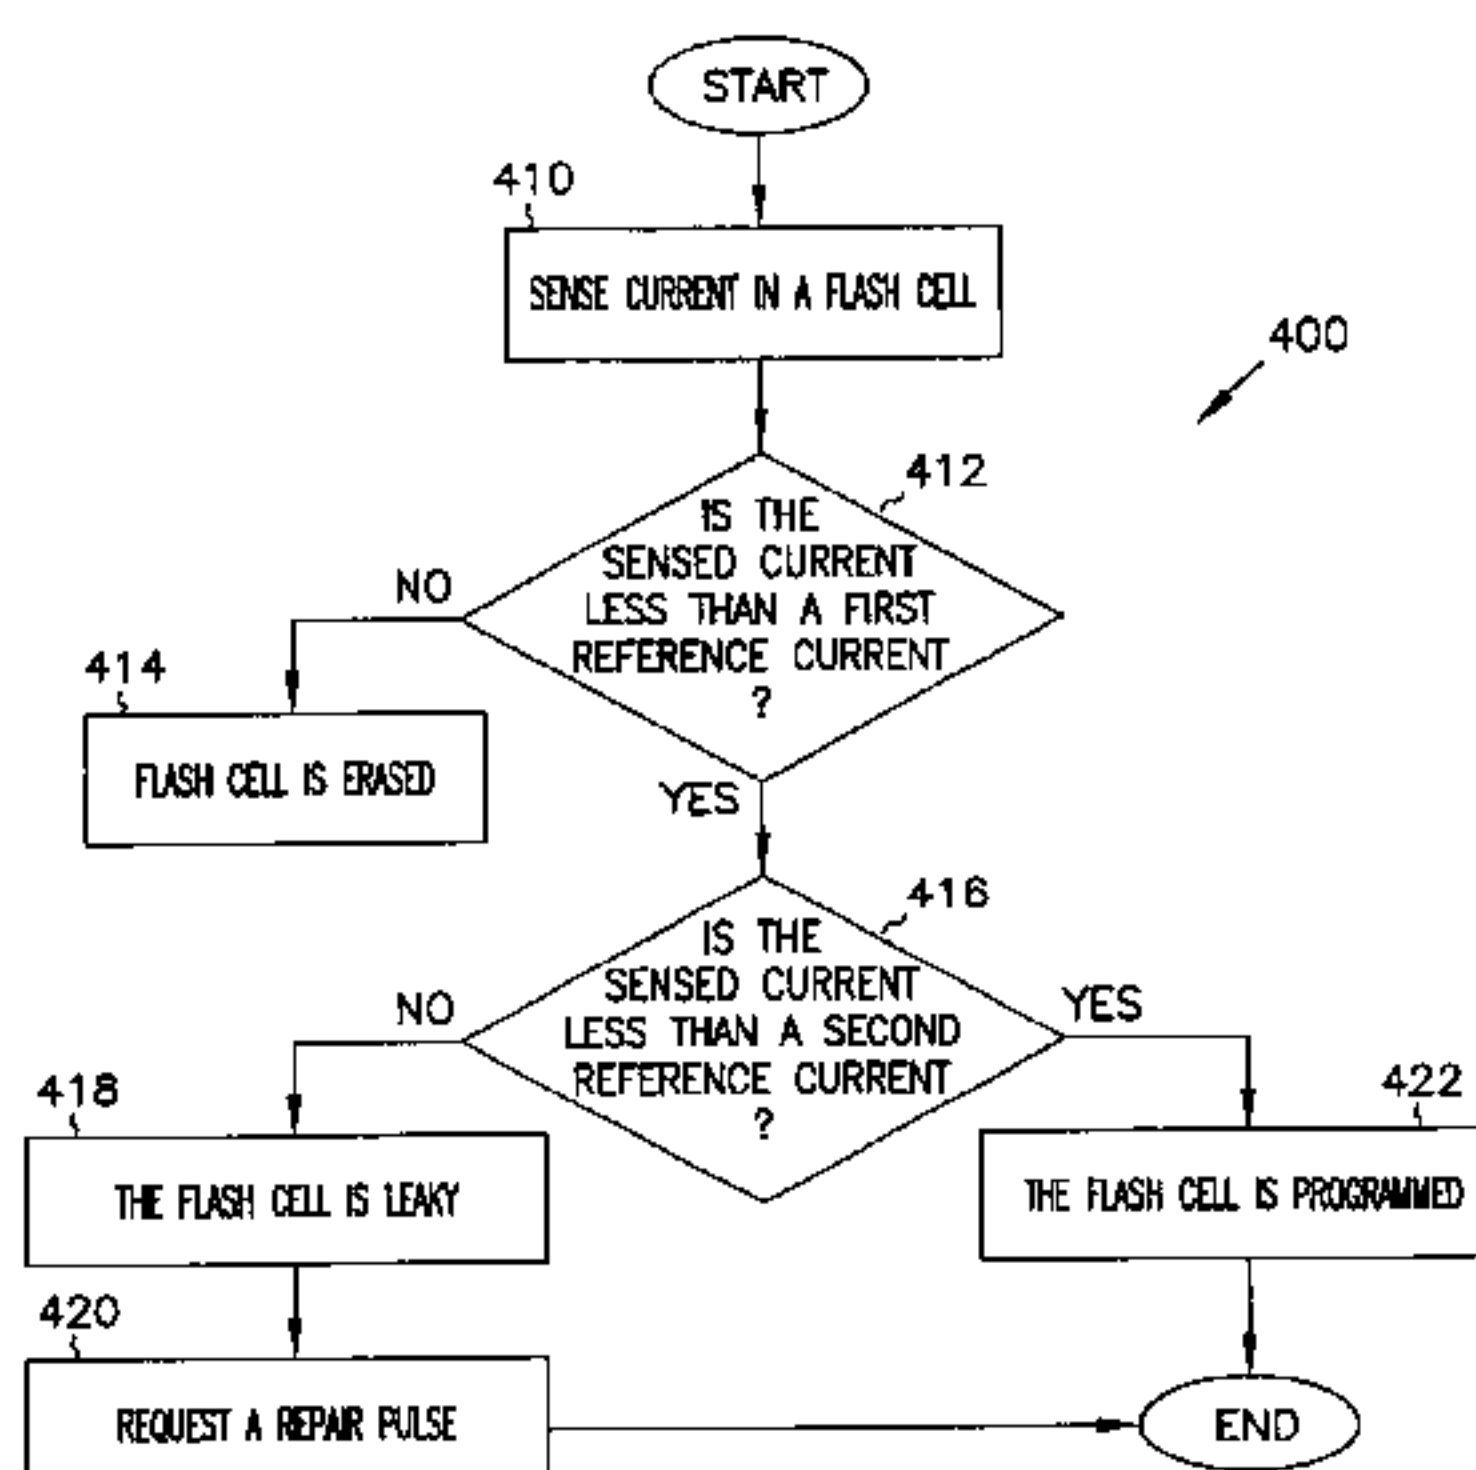 START
410
SENSE CURRENT IN A FLASH CELL
400
412
IS THE
SENSED CURRENT
LESS THAN A FIRST
REFERENCE CURRENT
?
NO
414
FLASH CELL IS ERASED
YES
416
IS THE
SENSED CURRENT
LESS THAN A SECOND
REFERENCE CURRENT
?
NO
YES
418
THE FLASH CELL IS LEAKY
422
THE FLASH CELL IS PROGRAMMED
420
REQUEST A REPAIR PULSE
END